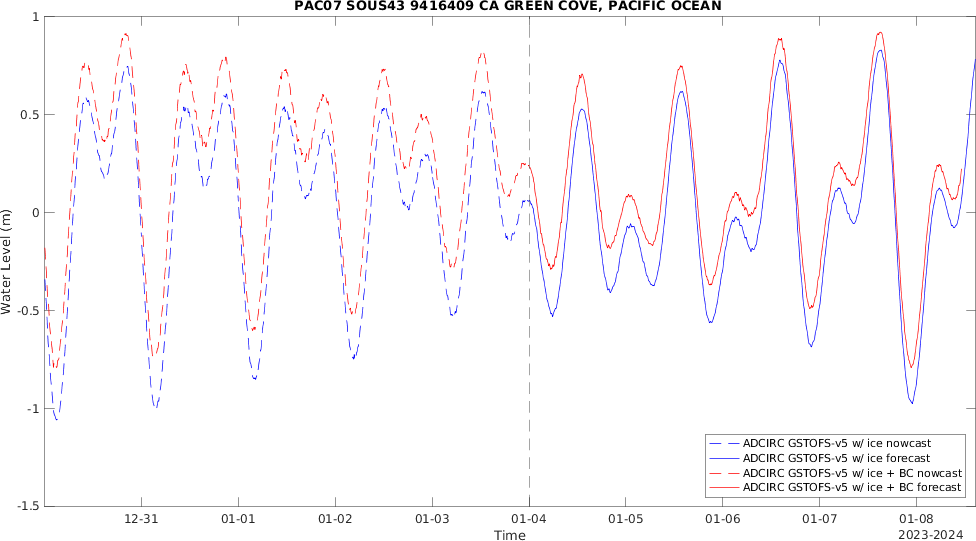 PAC07 SOUS43 9416409 CA GREEN COVE, PACIFIC OCEAN
1
0.5
0
-0.5
-1
-1.5
Water Level (m)
ADCIRC GSTOFS-v5 w/ ice nowcast
ADCIRC GSTOFS-v5 w/ ice forecast
ADCIRC GSTOFS-v5 w/ ice + BC nowcast
ADCIRC GSTOFS-v5 w/ ice + BC forecast
12-31 01-01 01-02 01-03 01-04 01-05 01-06 01-07 01-08
Time
2023-2024